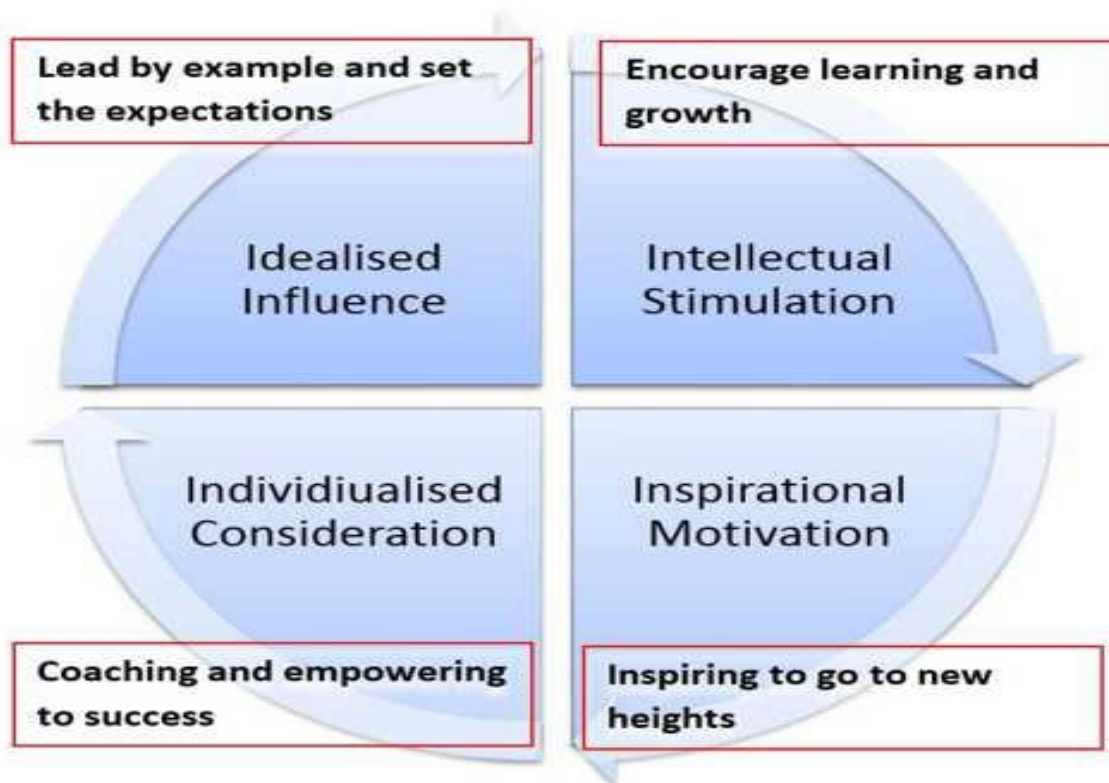 Lead by example and set
the expectations
Encourage learning and
growth
Idealised
Influence
Intellectual
Stimulation
Individiualised
Consideration
Inspirational
Motivation
Coaching and empowering
to success
Inspiring to go to new
heights